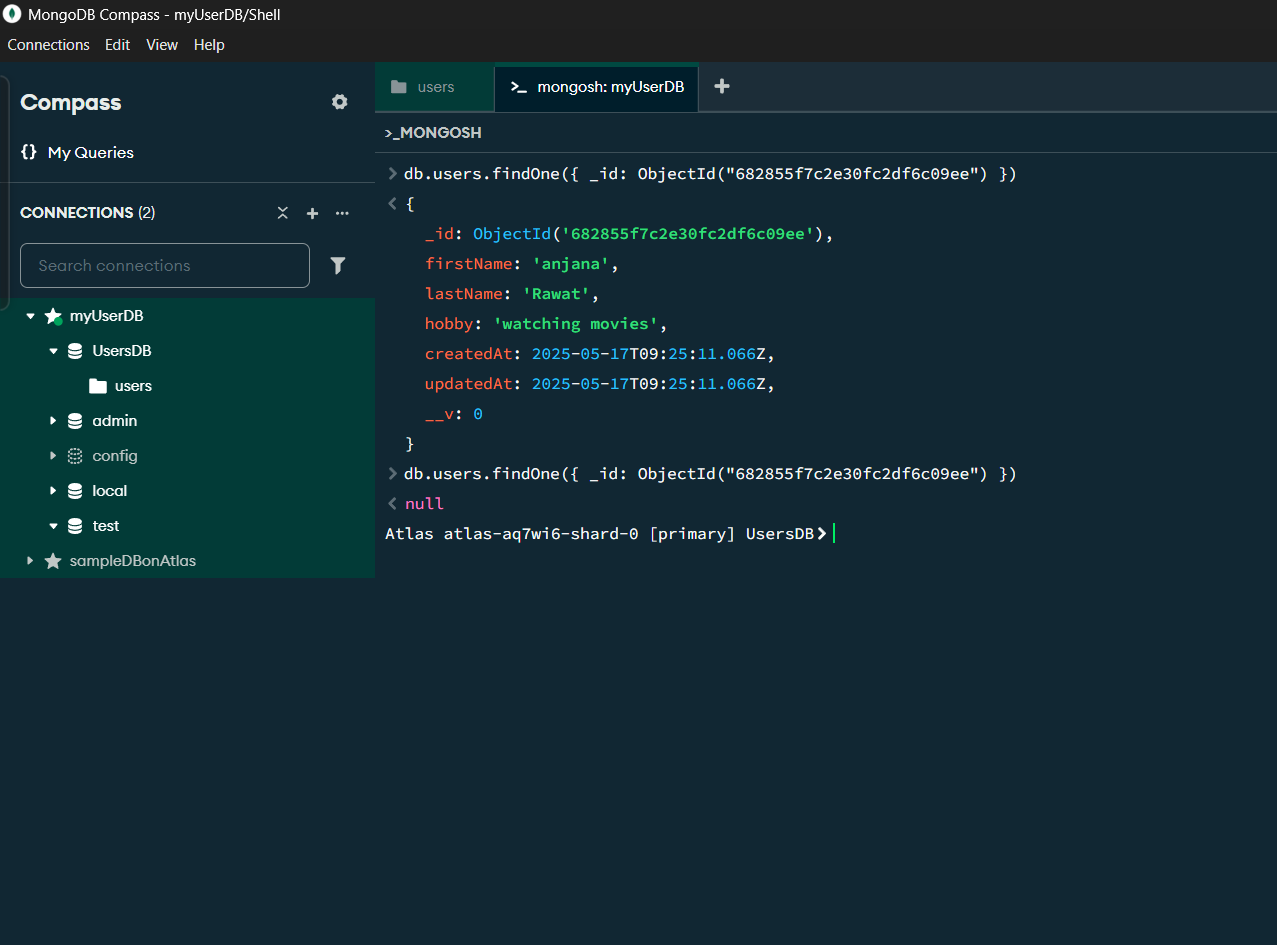 MongoDB Compass - myUserDB/Shell
Connections Edit View Help
Compass
{} My Queries
CONNECTIONS (2)
Search connections
myUserDB
UsersDB
users
admin
config
local
test
sampleDBonAtlas
users
>_ mongosh: myUserDB
>_MONGOSH
> db.users.findOne({ _id: ObjectId("682855f7c2e30fc2df6c09ee") })
< {
_id: ObjectId('682855f7c2e30fc2df6c09ee'),
firstName: 'anjana',
lastName: 'Rawat',
hobby: 'watching movies',
createdAt: 2025-05-17T09:25:11.066Z,
updatedAt: 2025-05-17T09:25:11.066Z,
__v: 0
}
> db.users.findOne({ _id: ObjectId("682855f7c2e30fc2df6c09ee") })
< null
Atlas atlas-aq7wi6-shard-0 [primary] UsersDB>